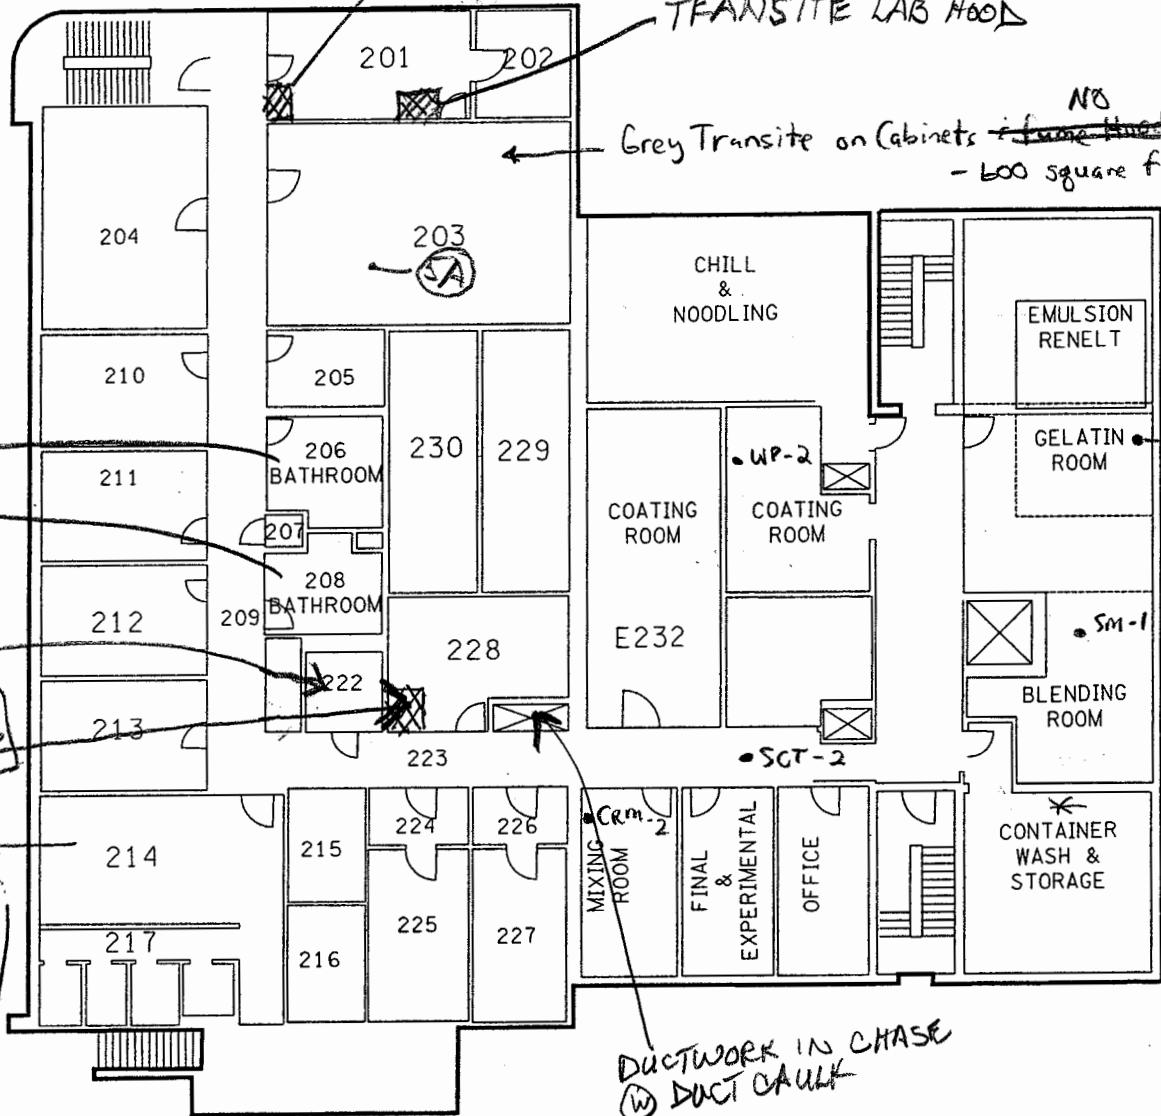 TRANSITE LAB HOOD
201
202
NO
Grey Transite on Cabinets & fume Hood
- 600 square f
204
203
CHILL
&
NOODLING
EMULSION
RENELT
210
205
206
BATHROOM
230
229
WP-2
GELATIN
ROOM
211
COATING
ROOM
COATING
ROOM
207
208
BATHROOM
212
209
228
E232
SM-1
222
BLENDING
ROOM
213
223
SCT-2
224
226
CRM-2
214
215
MIXING
ROOM
FINAL
&
EXPERIMENTAL
OFFICE
CONTAINER
WASH &
STORAGE
225
227
217
216
DUCTWORK IN CHASE
W DUCT CAULK